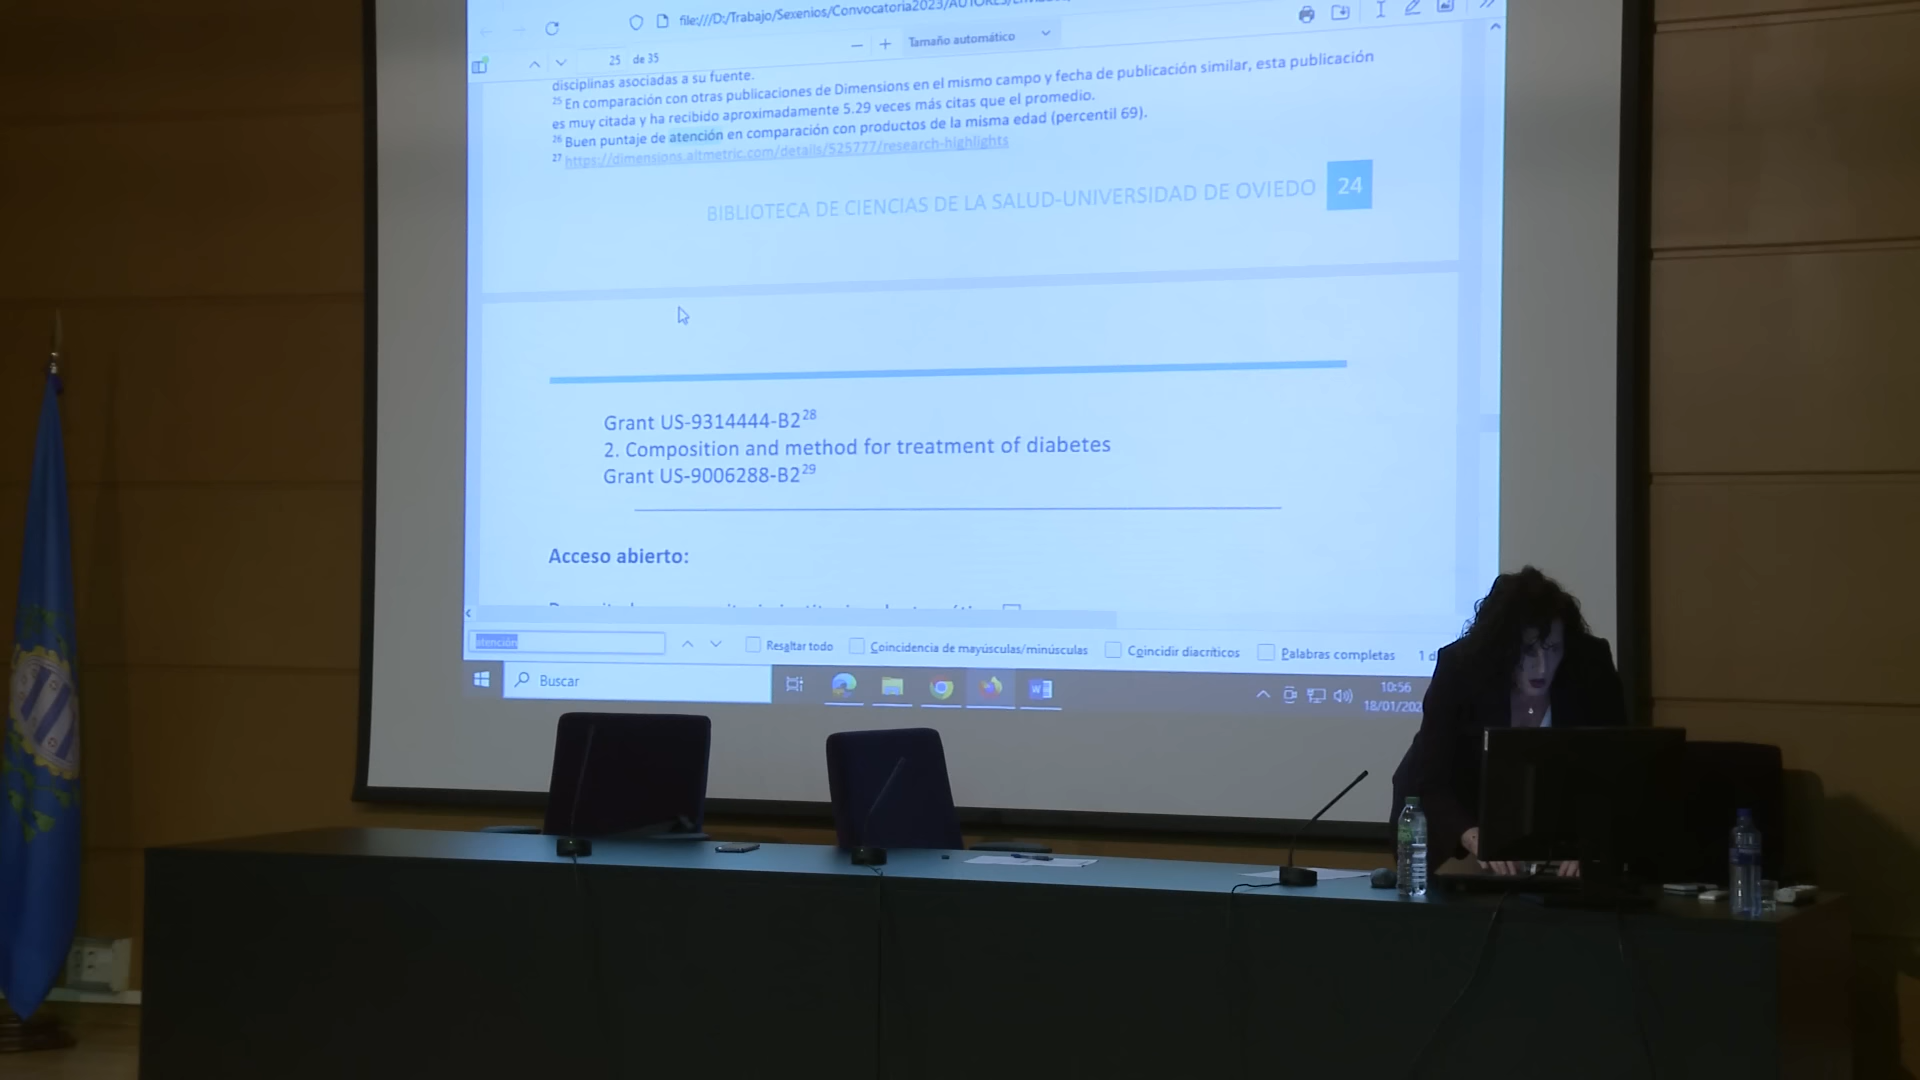 file:///D:/Trabajo/Sexenios/Convocatoria2023/AUTORES/
25 de 35
Tamaño automático
disciplinas asociadas a su fuente.
25 En comparación con otras publicaciones de Dimensions en el mismo campo y fecha de publicación similar, esta publicación
es muy citada y ha recibido aproximadamente 5.29 veces más citas que el promedio.
26 Buen puntaje de atención en comparación con productos de la misma edad (percentil 69).
27 https://dimensions.altmetric.com/details/525777/research-highlights
BIBLIOTECA DE CIENCIAS DE LA SALUD-UNIVERSIDAD DE OVIEDO 24
Grant US-9314444-B2 28
2. Composition and method for treatment of diabetes
Grant US-9006288-B2 29
Acceso abierto:
atención
Resaltar todo
Coincidencia de mayúsculas/minúsculas
Coincidir diacríticos
Palabras completas
1 d
Buscar
10:56
18/01/202